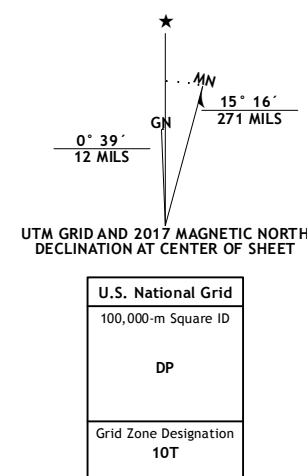 ★
MN
GN
15° 16´
271 MILS
0° 39´
12 MILS
UTM GRID AND 2017 MAGNETIC NORTH
DECLINATION AT CENTER OF SHEET
U.S. National Grid
100,000-m Square ID
DP
Grid Zone Designation
10T